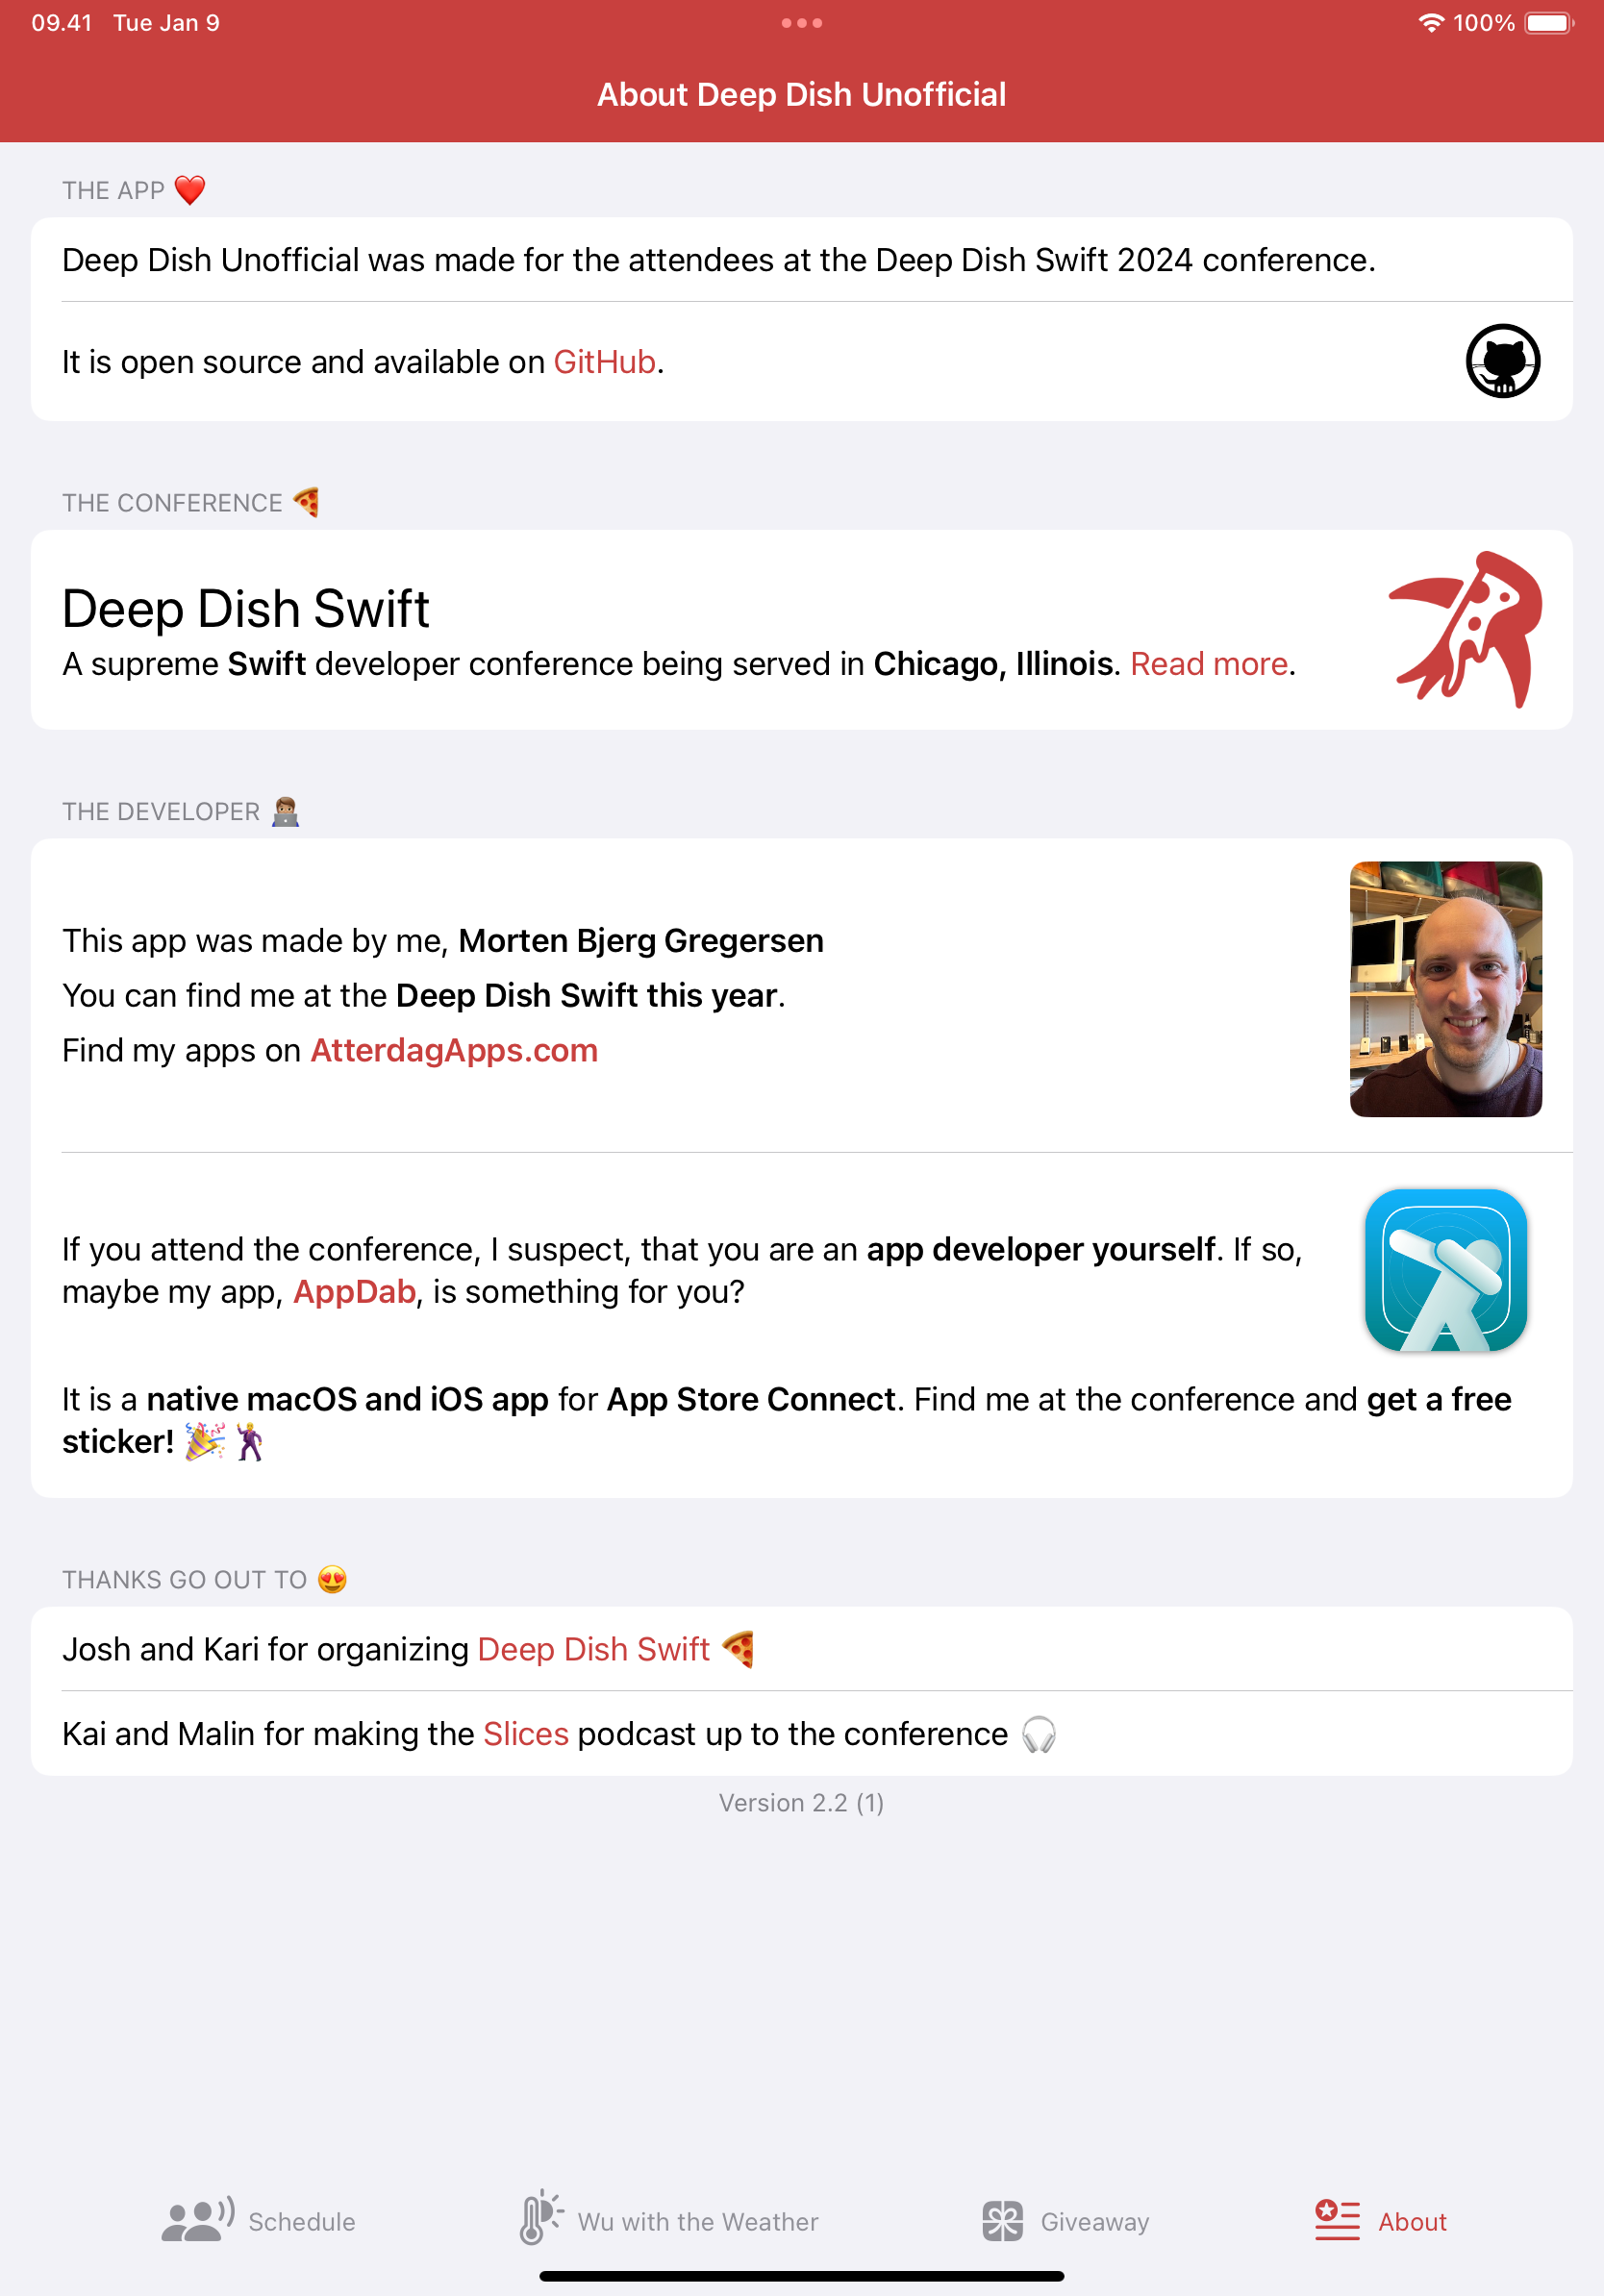 09.41 Tue Jan 9
100%
About Deep Dish Unofficial
THE APP ❤️
Deep Dish Unofficial was made for the attendees at the Deep Dish Swift 2024 conference.
It is open source and available on GitHub.
THE CONFERENCE 🍕
Deep Dish Swift
A supreme Swift developer conference being served in Chicago, Illinois. Read more.
THE DEVELOPER 🧑🏽‍💻
This app was made by me, Morten Bjerg Gregersen
You can find me at the Deep Dish Swift this year.
Find my apps on AtterdagApps.com
If you attend the conference, I suspect, that you are an app developer yourself. If so,
maybe my app, AppDab, is something for you?
It is a native macOS and iOS app for App Store Connect. Find me at the conference and get a free
sticker! 🎉🕺
THANKS GO OUT TO 😍
Josh and Kari for organizing Deep Dish Swift 🍕
Kai and Malin for making the Slices podcast up to the conference 🎧
Version 2.2 (1)
Schedule
Wu with the Weather
Giveaway
About